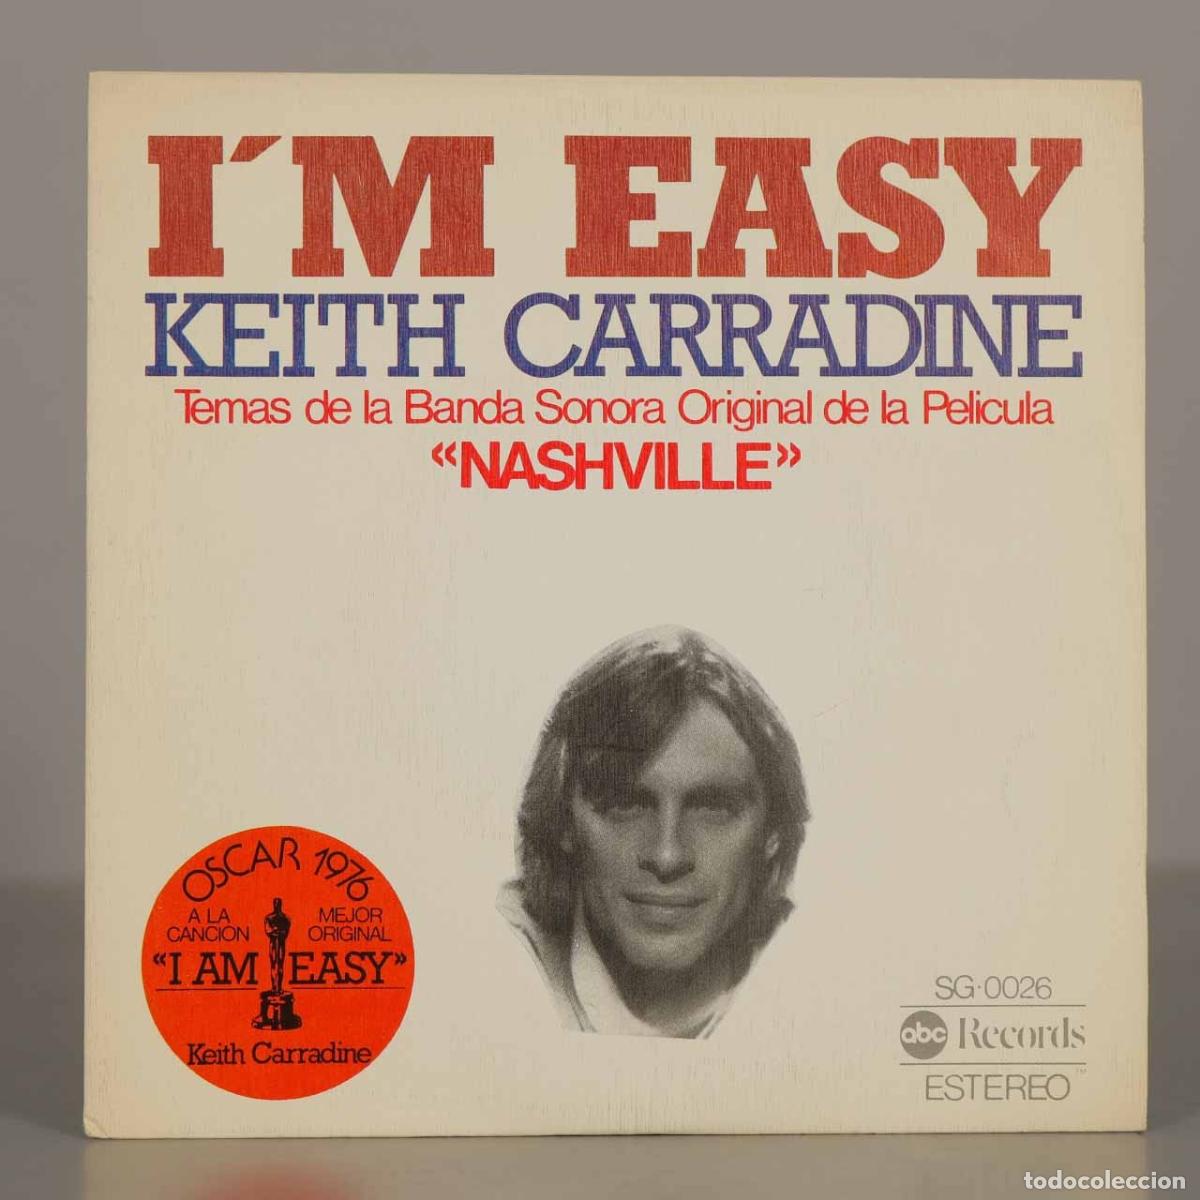 I´M EASY
KEITH CARRADINE
Temas de la Banda Sonora Original de la Pelicula
«NASHVILLE»
OSCAR 1976
A LA MEJOR
CANCION ORIGINAL
«I AM EASY»
Keith Carradine
SG·0026
abc Records
ESTEREO™
todocoleccion